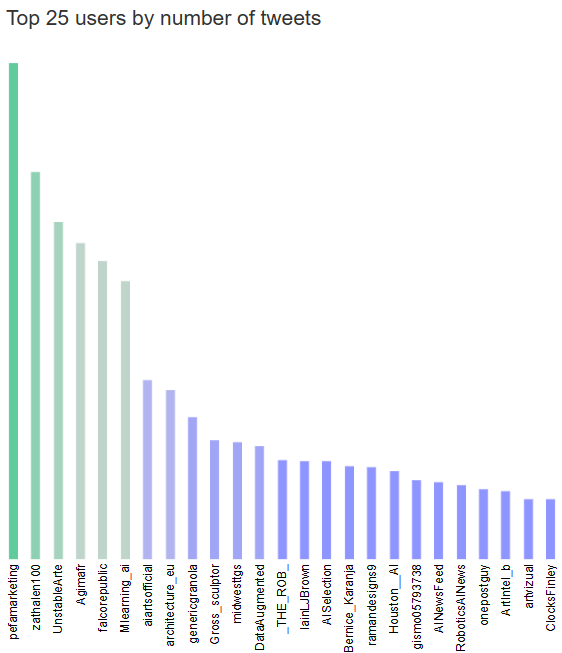 Top 25 users by number of tweets
pefamarketing
zathalen100
UnstableArte
Agimafr
falcorepublic
Mlearning_ai
aiartsofficial
architecture_eu
genericgranola
Gross_sculptor
midwesttgs
DataAugmented
_THE_ROB_
IainLJBrown
AISelection
Bernice_Karanja
ramandesigns9
Houston__AI
gismo05793738
AINewsFeed
RoboticsAINews
onepostguy
ArtIntel_b
artvizual
ClocksFinley